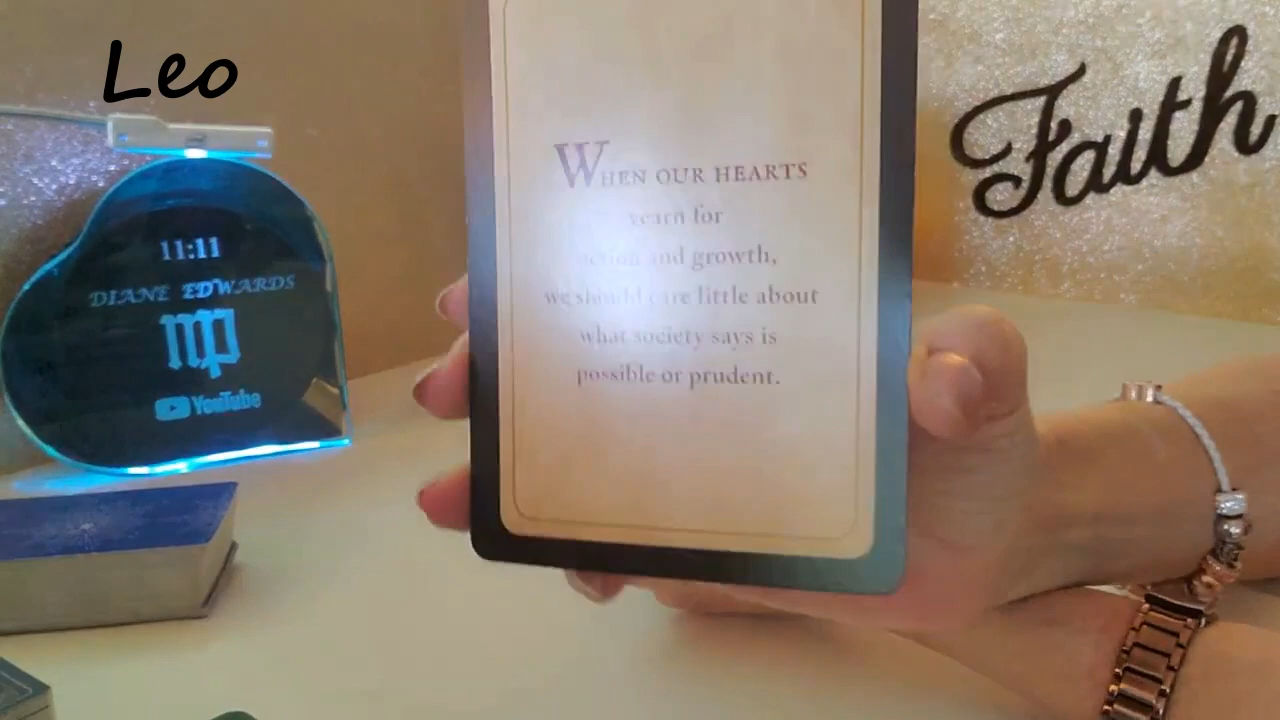 Leo
11:11
DIANE EDWARDS
YouTube
WHEN OUR HEARTS
yearn for
action and growth,
we should care little about
what society says is
possible or prudent.
Faith